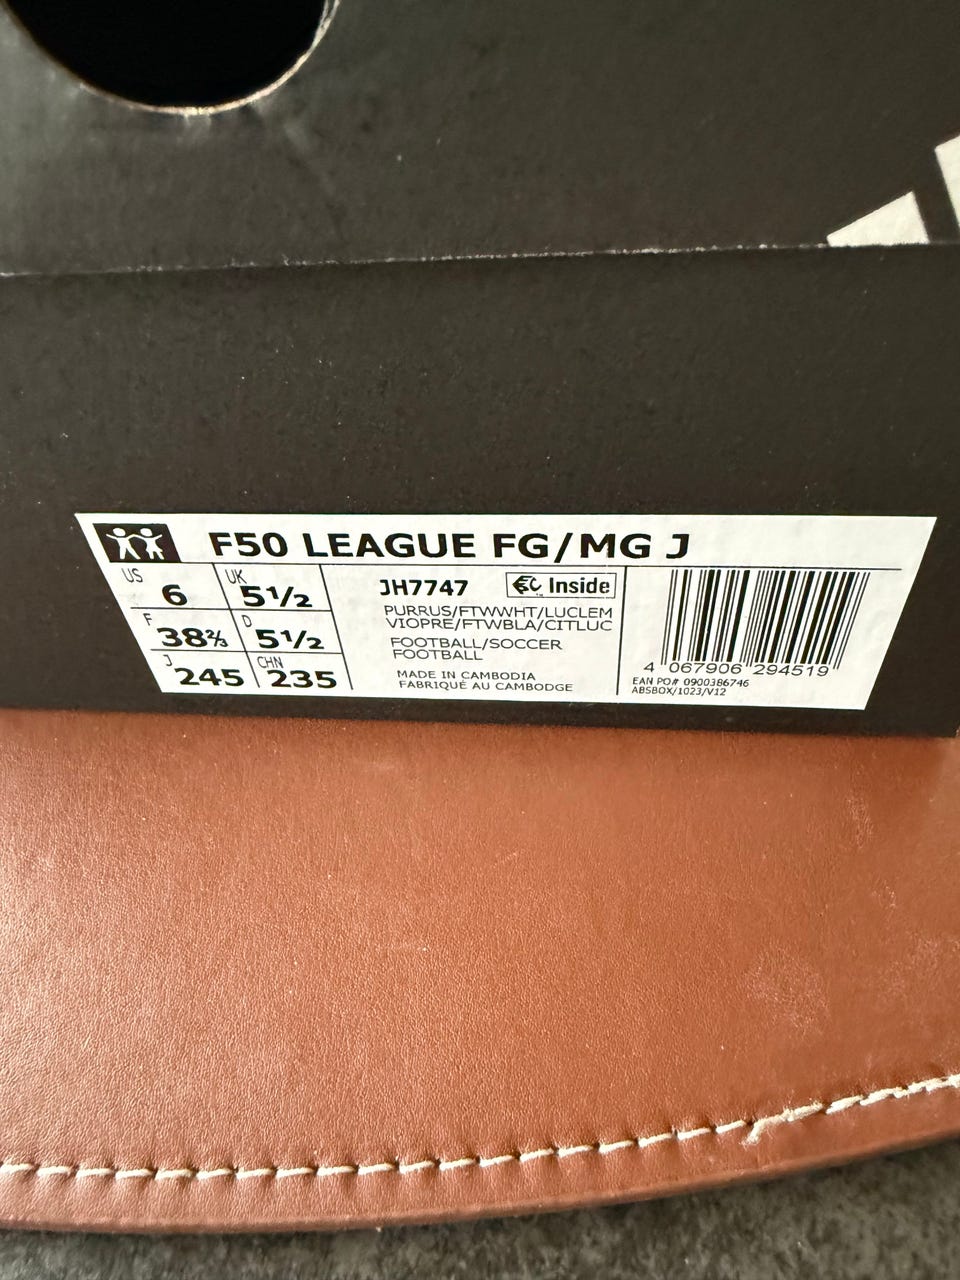 F50 LEAGUE FG/MG J
US 6 UK 5½
F 38⅔ D 5½
J 245 CHN 235
JH7747 Inside
PURRUS/FTWWHT/LUCLEM
VIOPRE/FTWBLA/CITLUC
FOOTBALL/SOCCER
FOOTBALL
MADE IN CAMBODIA
FABRIQUÉ AU CAMBODGE
4 067906 294519
EAN PO# 0900386746
ABSBOX/1023/V12